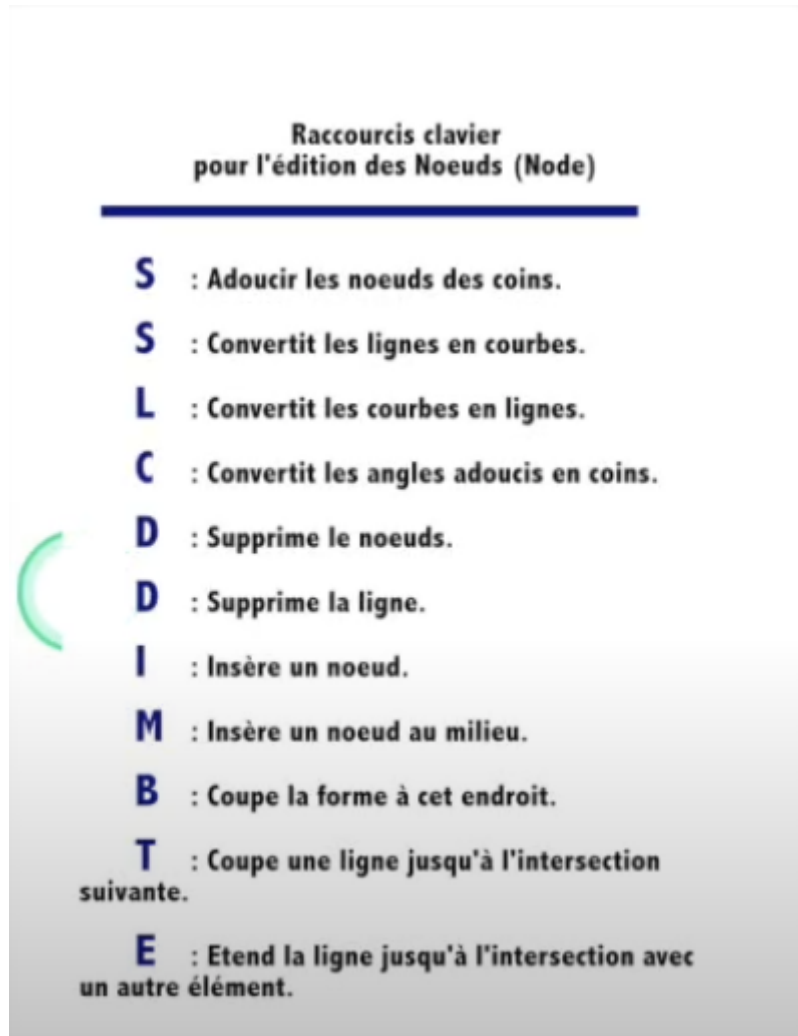 Raccourcis clavier
pour l'édition des Noeuds (Node)
S : Adoucir les noeuds des coins.
S : Convertit les lignes en courbes.
L : Convertit les courbes en lignes.
C : Convertit les angles adoucis en coins.
D : Supprime le noeuds.
D : Supprime la ligne.
I : Insère un noeud.
M : Insère un noeud au milieu.
B : Coupe la forme à cet endroit.
T : Coupe une ligne jusqu'à l'intersection
suivante.
E : Etend la ligne jusqu'à l'intersection avec
un autre élément.